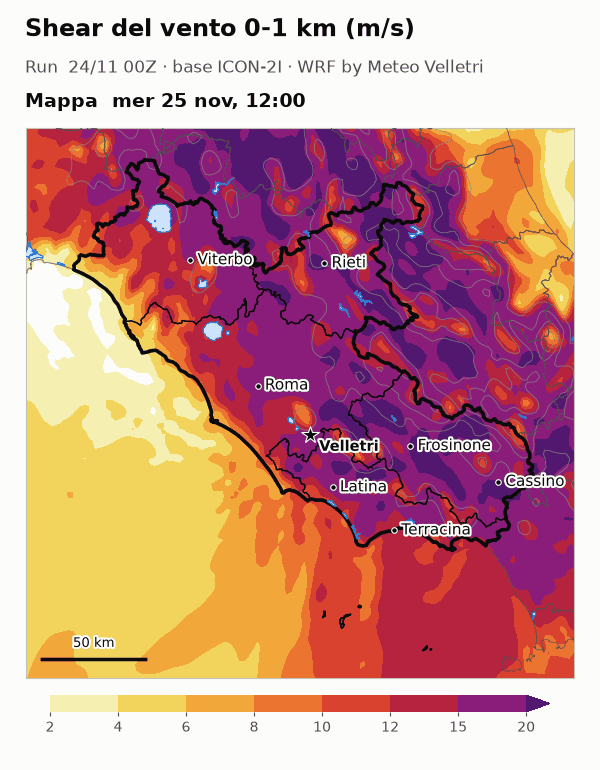 Shear del vento 0-1 km (m/s)
Run  24/11 00Z · base ICON-2I · WRF by Meteo Velletri
Mappa  mer 25 nov, 12:00
Viterbo
Rieti
Roma
Velletri
Frosinone
Latina
Cassino
Terracina
50 km
2 4 6 8 10 12 15 20